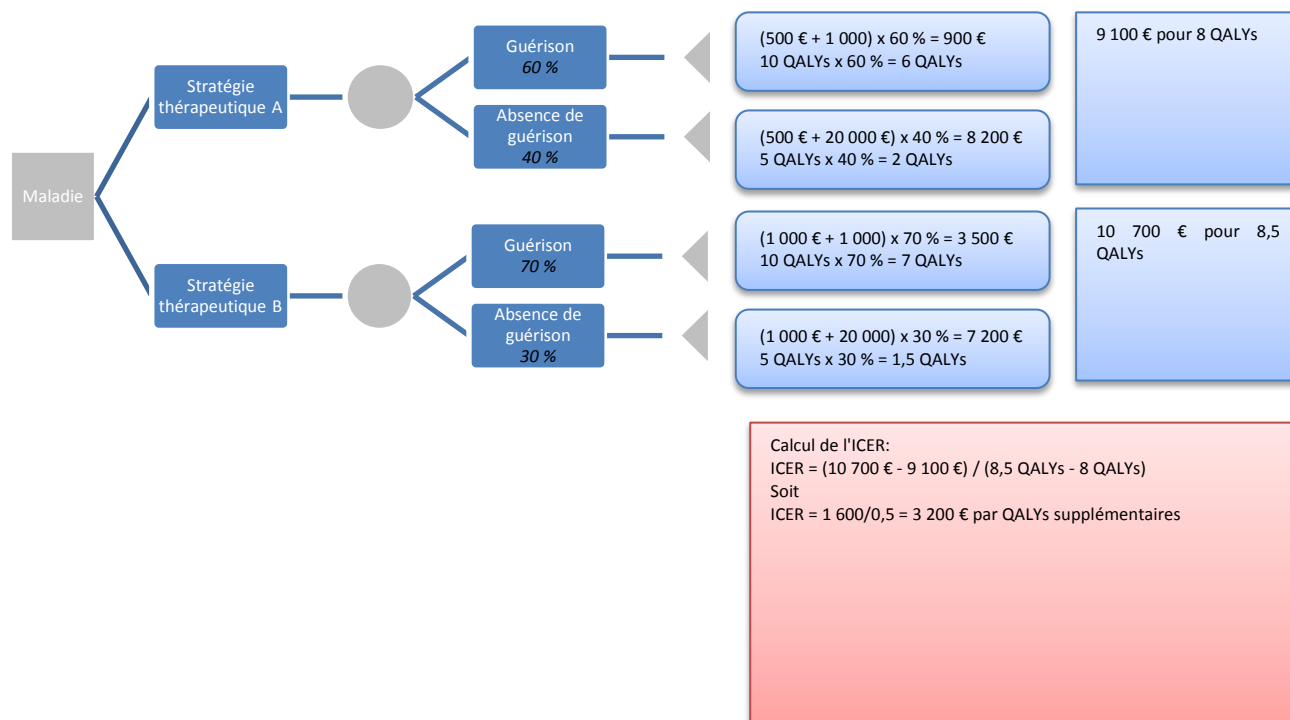 Maladie
Stratégie
thérapeutique A
Guérison
60 %
(500 € + 1 000) x 60 % = 900 €
10 QALYs x 60 % = 6 QALYs
9 100 € pour 8 QALYs
Absence de
guérison
40 %
(500 € + 20 000 €) x 40 % = 8 200 €
5 QALYs x 40 % = 2 QALYs
Stratégie
thérapeutique B
Guérison
70 %
(1 000 € + 1 000) x 70 % = 3 500 €
10 QALYs x 70 % = 7 QALYs
10 700 € pour 8,5
QALYs
Absence de
guérison
30 %
(1 000 € + 20 000) x 30 % = 7 200 €
5 QALYs x 30 % = 1,5 QALYs
Calcul de l'ICER:
ICER = (10 700 € - 9 100 €) / (8,5 QALYs - 8 QALYs)
Soit
ICER = 1 600/0,5 = 3 200 € par QALYs supplémentaires